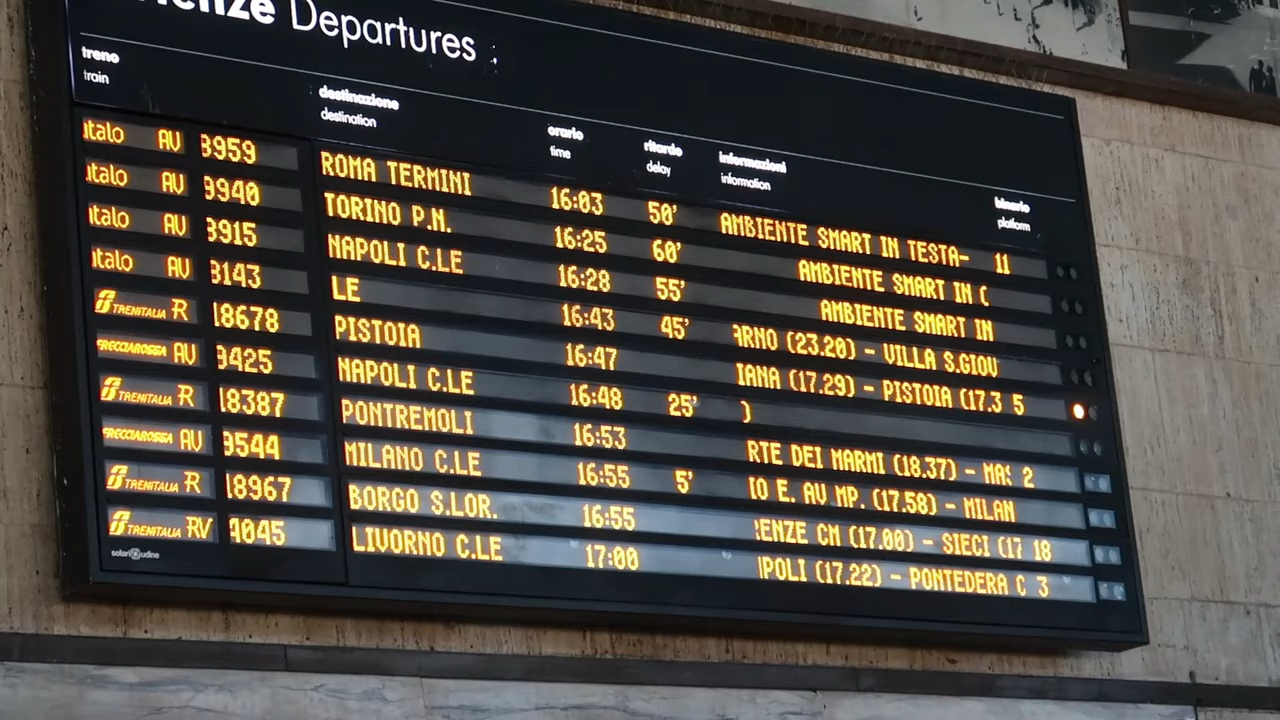 Departures
treno destinazione orario ritardo informazioni binario
train destination time delay information platform
italo AV 8959 ROMA TERMINI 16:03 50' AMBIENTE SMART IN TESTA- 11
italo AV 9940 TORINO P.N. 16:25 60' AMBIENTE SMART IN
italo AV 9915 NAPOLI C.LE 16:28 55' AMBIENTE SMART IN
italo AV 8143 LE 16:43 45' ARNO (23.20) - VILLA S.GIOV
TRENITALIA R 18678 PISTOIA 16:47 IANA (17.29) - PISTOIA (17.3 5
FRECCIAROSSA AV 9425 NAPOLI C.LE 16:48 25' )
TRENITALIA R 18387 PONTREMOLI 16:53 RTE DEI MARMI (18.37) - MAS 2
FRECCIAROSSA AV 9544 MILANO C.LE 16:55 5' IO E. AV MP. (17.58) - MILAN
TRENITALIA R 18967 BORGO S.LOR. 16:55 ENZE CM (17.00) - SIECI (17 18
TRENITALIA RV 4045 LIVORNO C.LE 17:00 POLI (17.22) - PONTEDERA C 3
solari udine